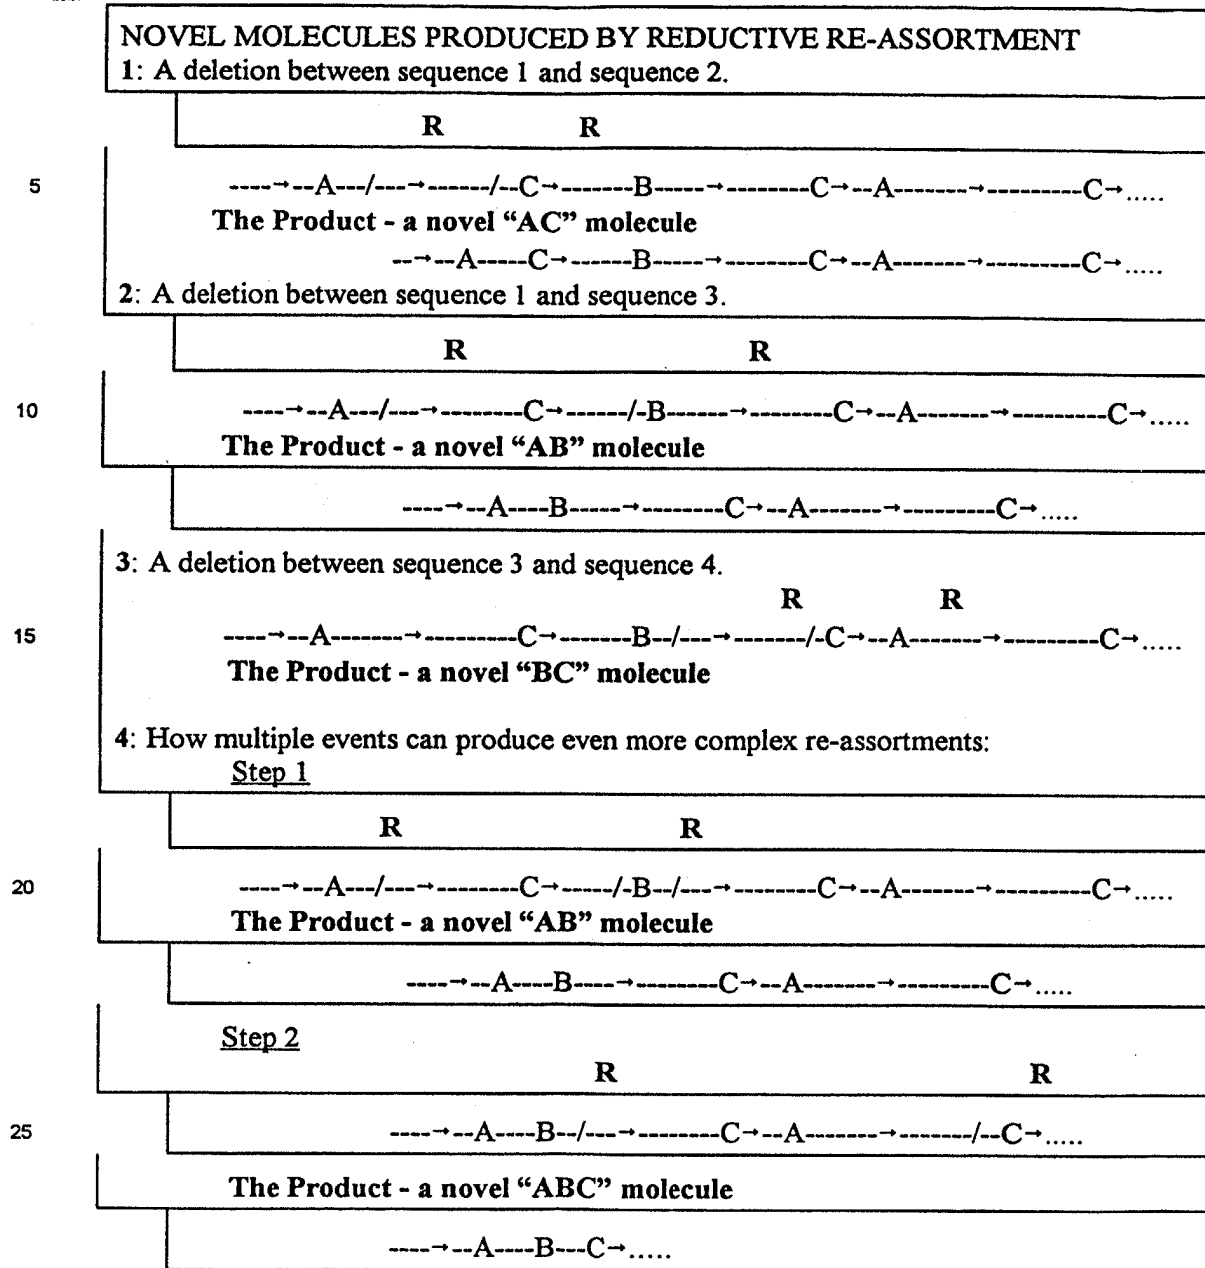 NOVEL MOLECULES PRODUCED BY REDUCTIVE RE-ASSORTMENT
1: A deletion between sequence 1 and sequence 2.
R R
5 ----→--A---/---→------/--C→-------B-----→--------C→--A-------→---------C→.....
The Product - a novel “AC” molecule
--→--A-----C→------B-----→--------C→--A-------→---------C→.....
2: A deletion between sequence 1 and sequence 3.
R R
10 ----→--A---/---→--------C→------/-B------→--------C→--A-------→---------C→.....
The Product - a novel “AB” molecule
----→--A----B-----→--------C→--A-------→---------C→.....
3: A deletion between sequence 3 and sequence 4.
R R
15 ----→--A-------→---------C→-------B--/---→-------/-C→--A-------→---------C→.....
The Product - a novel “BC” molecule
4: How multiple events can produce even more complex re-assortments:
Step 1
R R
20 ----→--A---/---→--------C→-----/-B--/---→--------C→--A-------→---------C→.....
The Product - a novel “AB” molecule
----→--A----B----→--------C→--A-------→---------C→.....
Step 2
R R
25 ----→--A----B--/---→--------C→--A-------→-------/--C→.....
The Product - a novel “ABC” molecule
----→--A----B---C→.....